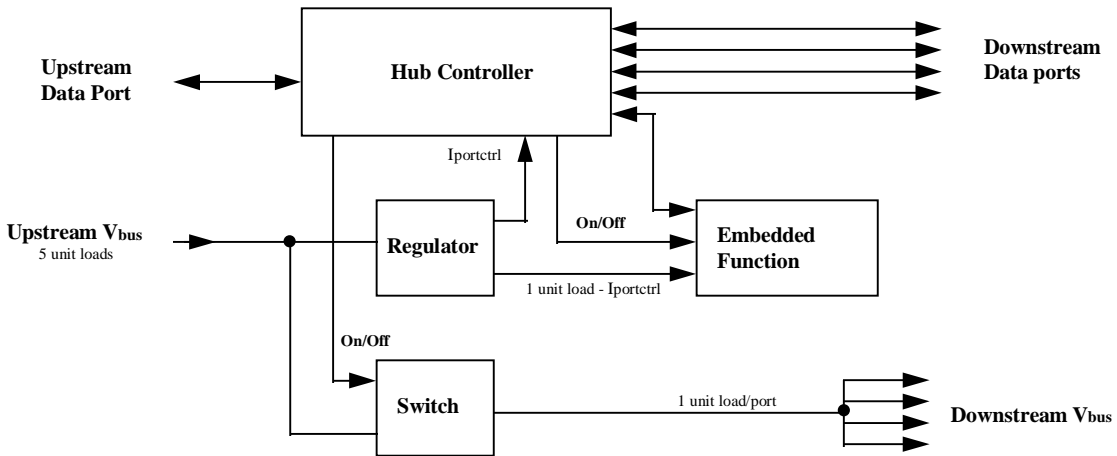 Upstream
Data Port
Hub Controller
Downstream
Data ports
Iportctrl
Upstream Vbus
5 unit loads
Regulator
On/Off
Embedded
Function
1 unit load - Iportctrl
On/Off
Switch
1 unit load/port
Downstream Vbus